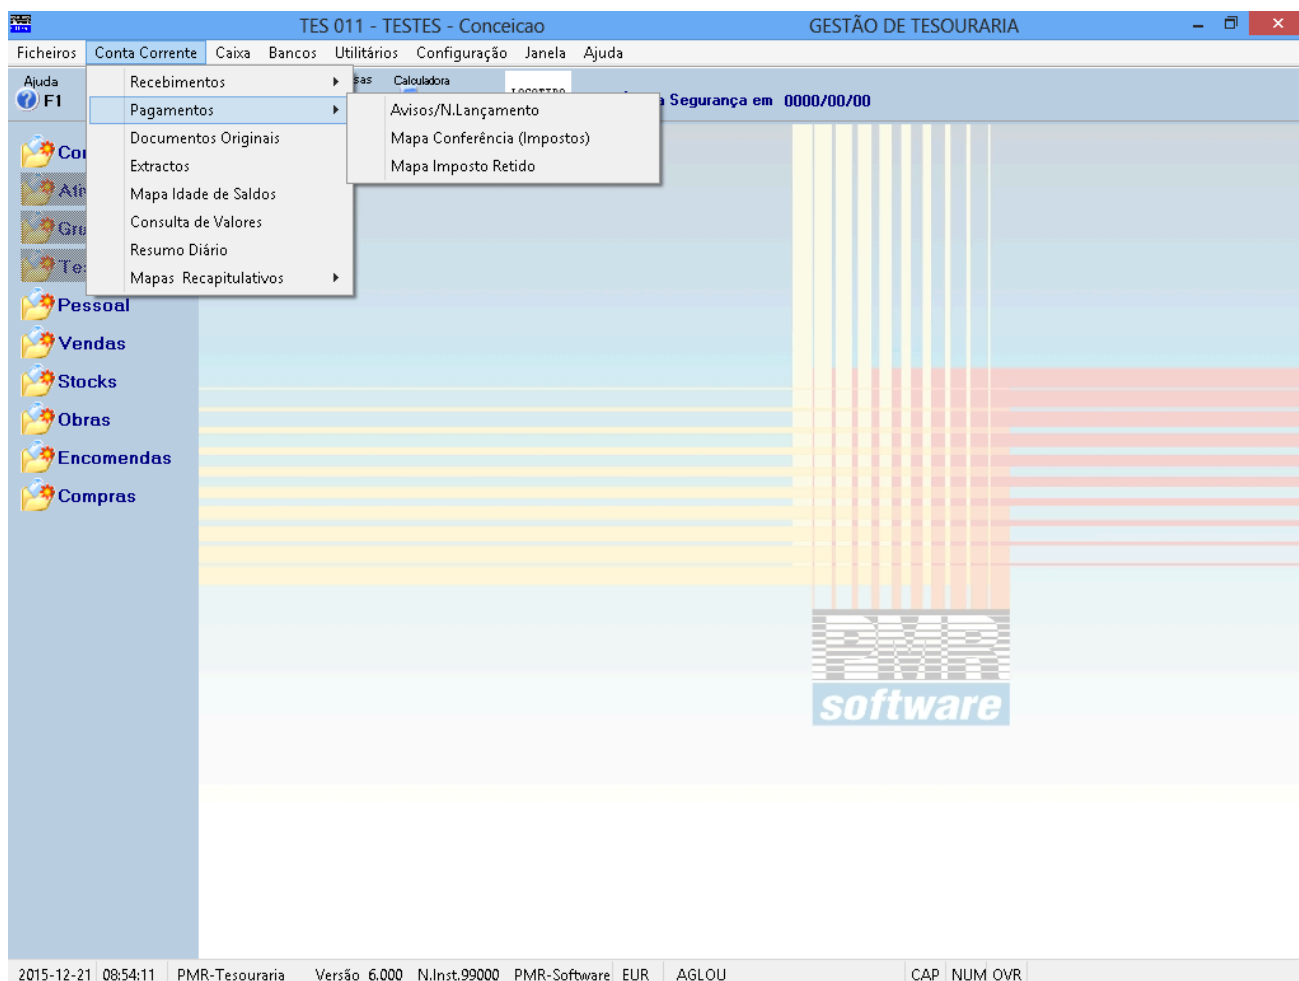 TES 011 - TESTES - Conceicao GESTÃO DE TESOURARIA
Ficheiros Conta Corrente Caixa Bancos Utilitários Configuração Janela Ajuda
Ajuda
F1
Calculadora
Segurança em 0000/00/00
Recebimentos
Pagamentos
Documentos Originais
Extractos
Mapa Idade de Saldos
Consulta de Valores
Resumo Diário
Mapas Recapitulativos
Avisos/N.Lançamento
Mapa Conferência (Impostos)
Mapa Imposto Retido
Pessoal
Vendas
Stocks
Obras
Encomendas
Compras
PMR
software
2015-12-21 08:54:11 PMR-Tesouraria Versão 6.000 N.Inst.99000 PMR-Software EUR AGLOU CAP NUM OVR